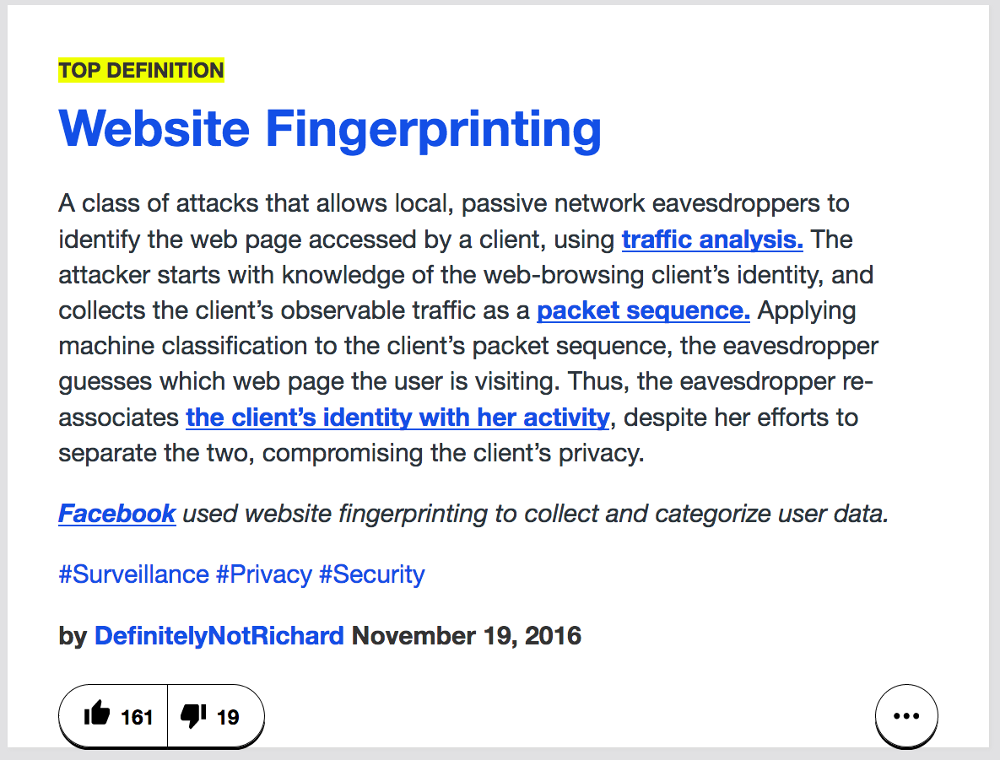 TOP DEFINITION
Website Fingerprinting
A class of attacks that allows local, passive network eavesdroppers to
identify the web page accessed by a client, using traffic analysis. The
attacker starts with knowledge of the web-browsing client’s identity, and
collects the client’s observable traffic as a packet sequence. Applying
machine classification to the client’s packet sequence, the eavesdropper
guesses which web page the user is visiting. Thus, the eavesdropper re-
associates the client’s identity with her activity, despite her efforts to
separate the two, compromising the client’s privacy.
Facebook used website fingerprinting to collect and categorize user data.
#Surveillance #Privacy #Security
by DefinitelyNotRichard November 19, 2016
161 19